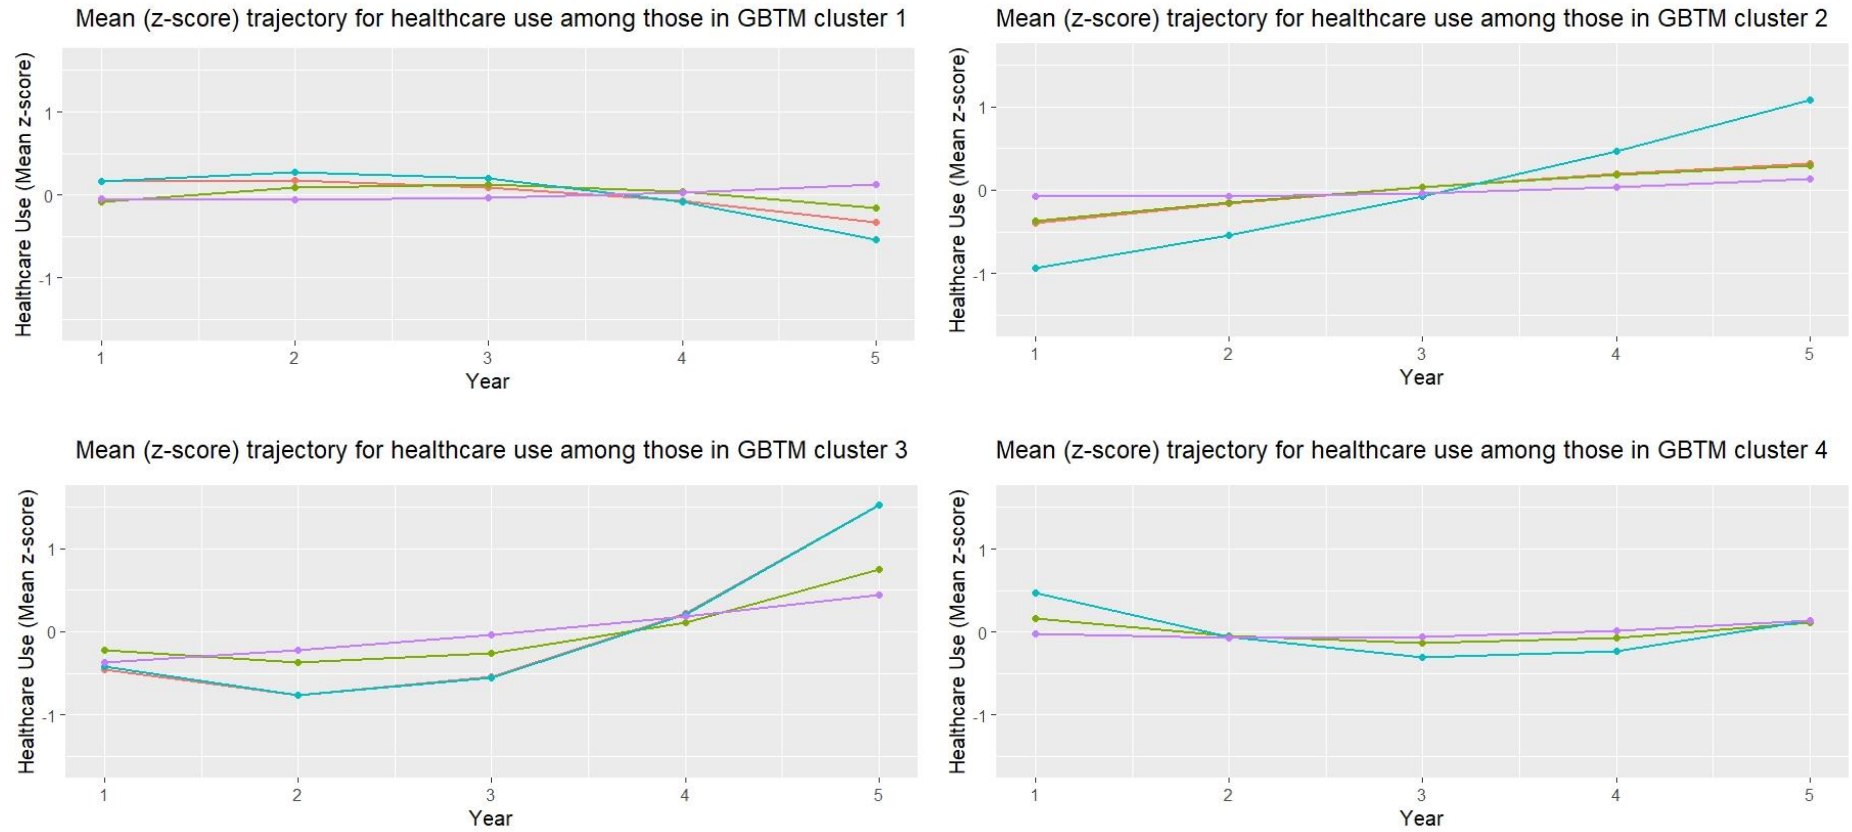 Mean (z-score) trajectory for healthcare use among those in GBTM cluster 1
Healthcare Use (Mean z-score)
1
0
-1
1 2 3 4 5
Year
Mean (z-score) trajectory for healthcare use among those in GBTM cluster 2
Healthcare Use (Mean z-score)
1
0
-1
1 2 3 4 5
Year
Mean (z-score) trajectory for healthcare use among those in GBTM cluster 3
Healthcare Use (Mean z-score)
1
0
-1
1 2 3 4 5
Year
Mean (z-score) trajectory for healthcare use among those in GBTM cluster 4
Healthcare Use (Mean z-score)
1
0
-1
1 2 3 4 5
Year